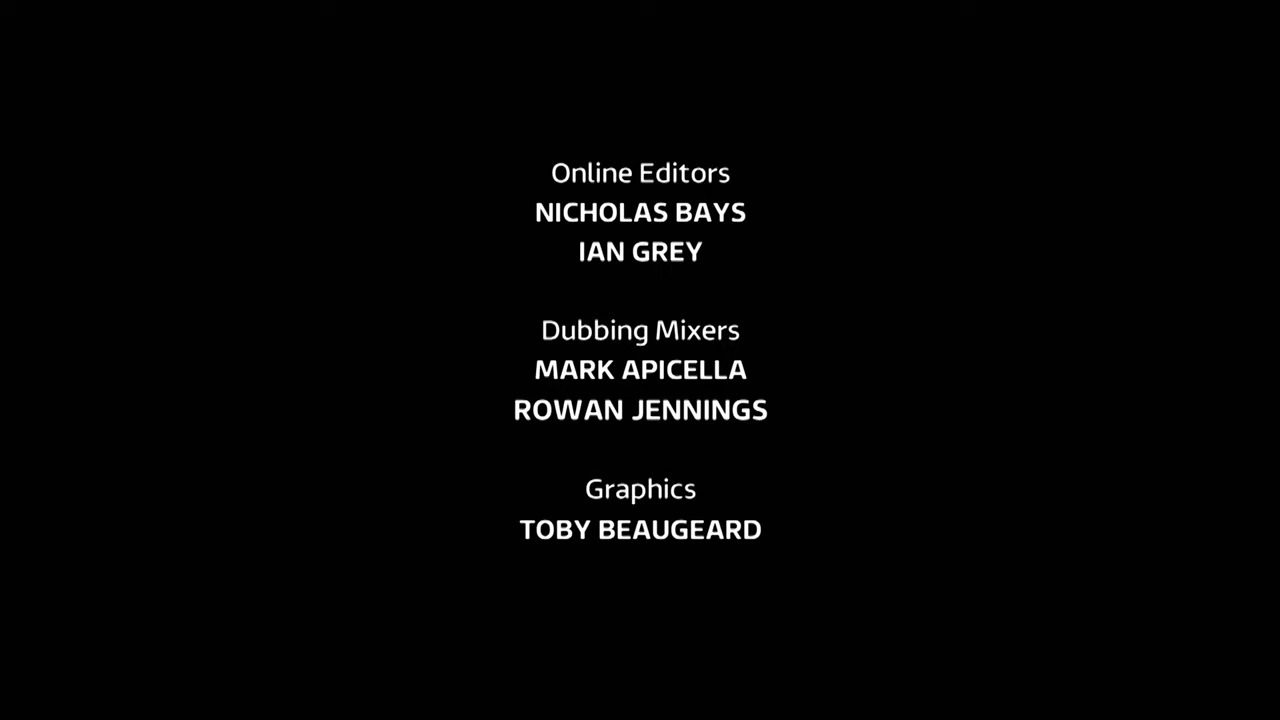 Online Editors
NICHOLAS BAYS
IAN GREY
Dubbing Mixers
MARK APICELLA
ROWAN JENNINGS
Graphics
TOBY BEAUGEARD